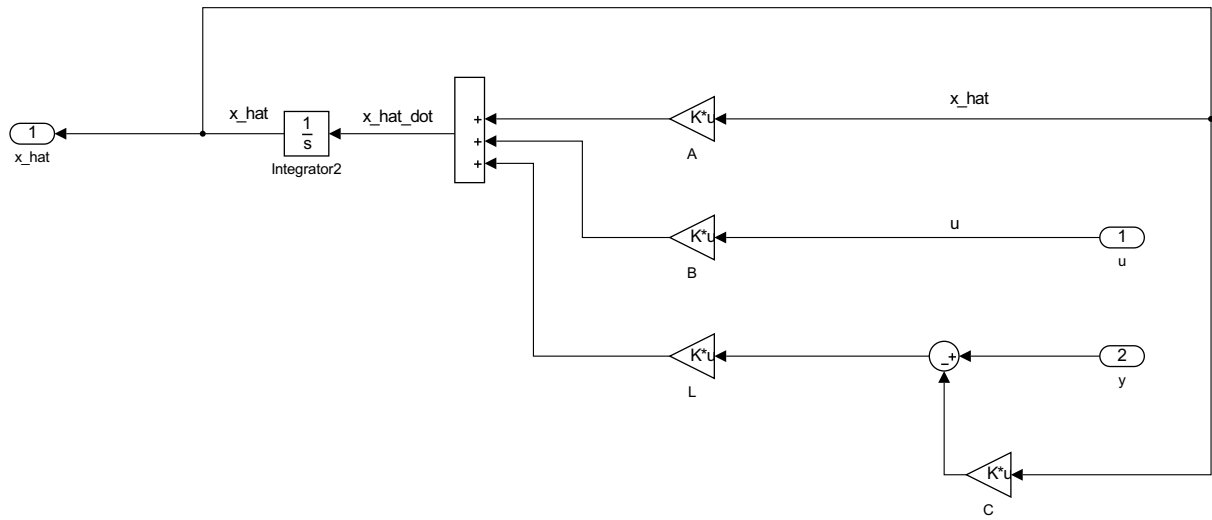 x_hat
x_hat_dot
x_hat
1
x_hat
1
s
Integrator2
+
+
+
K*u
A
K*u
B
u
1
u
K*u
L
−
+
2
y
K*u
C